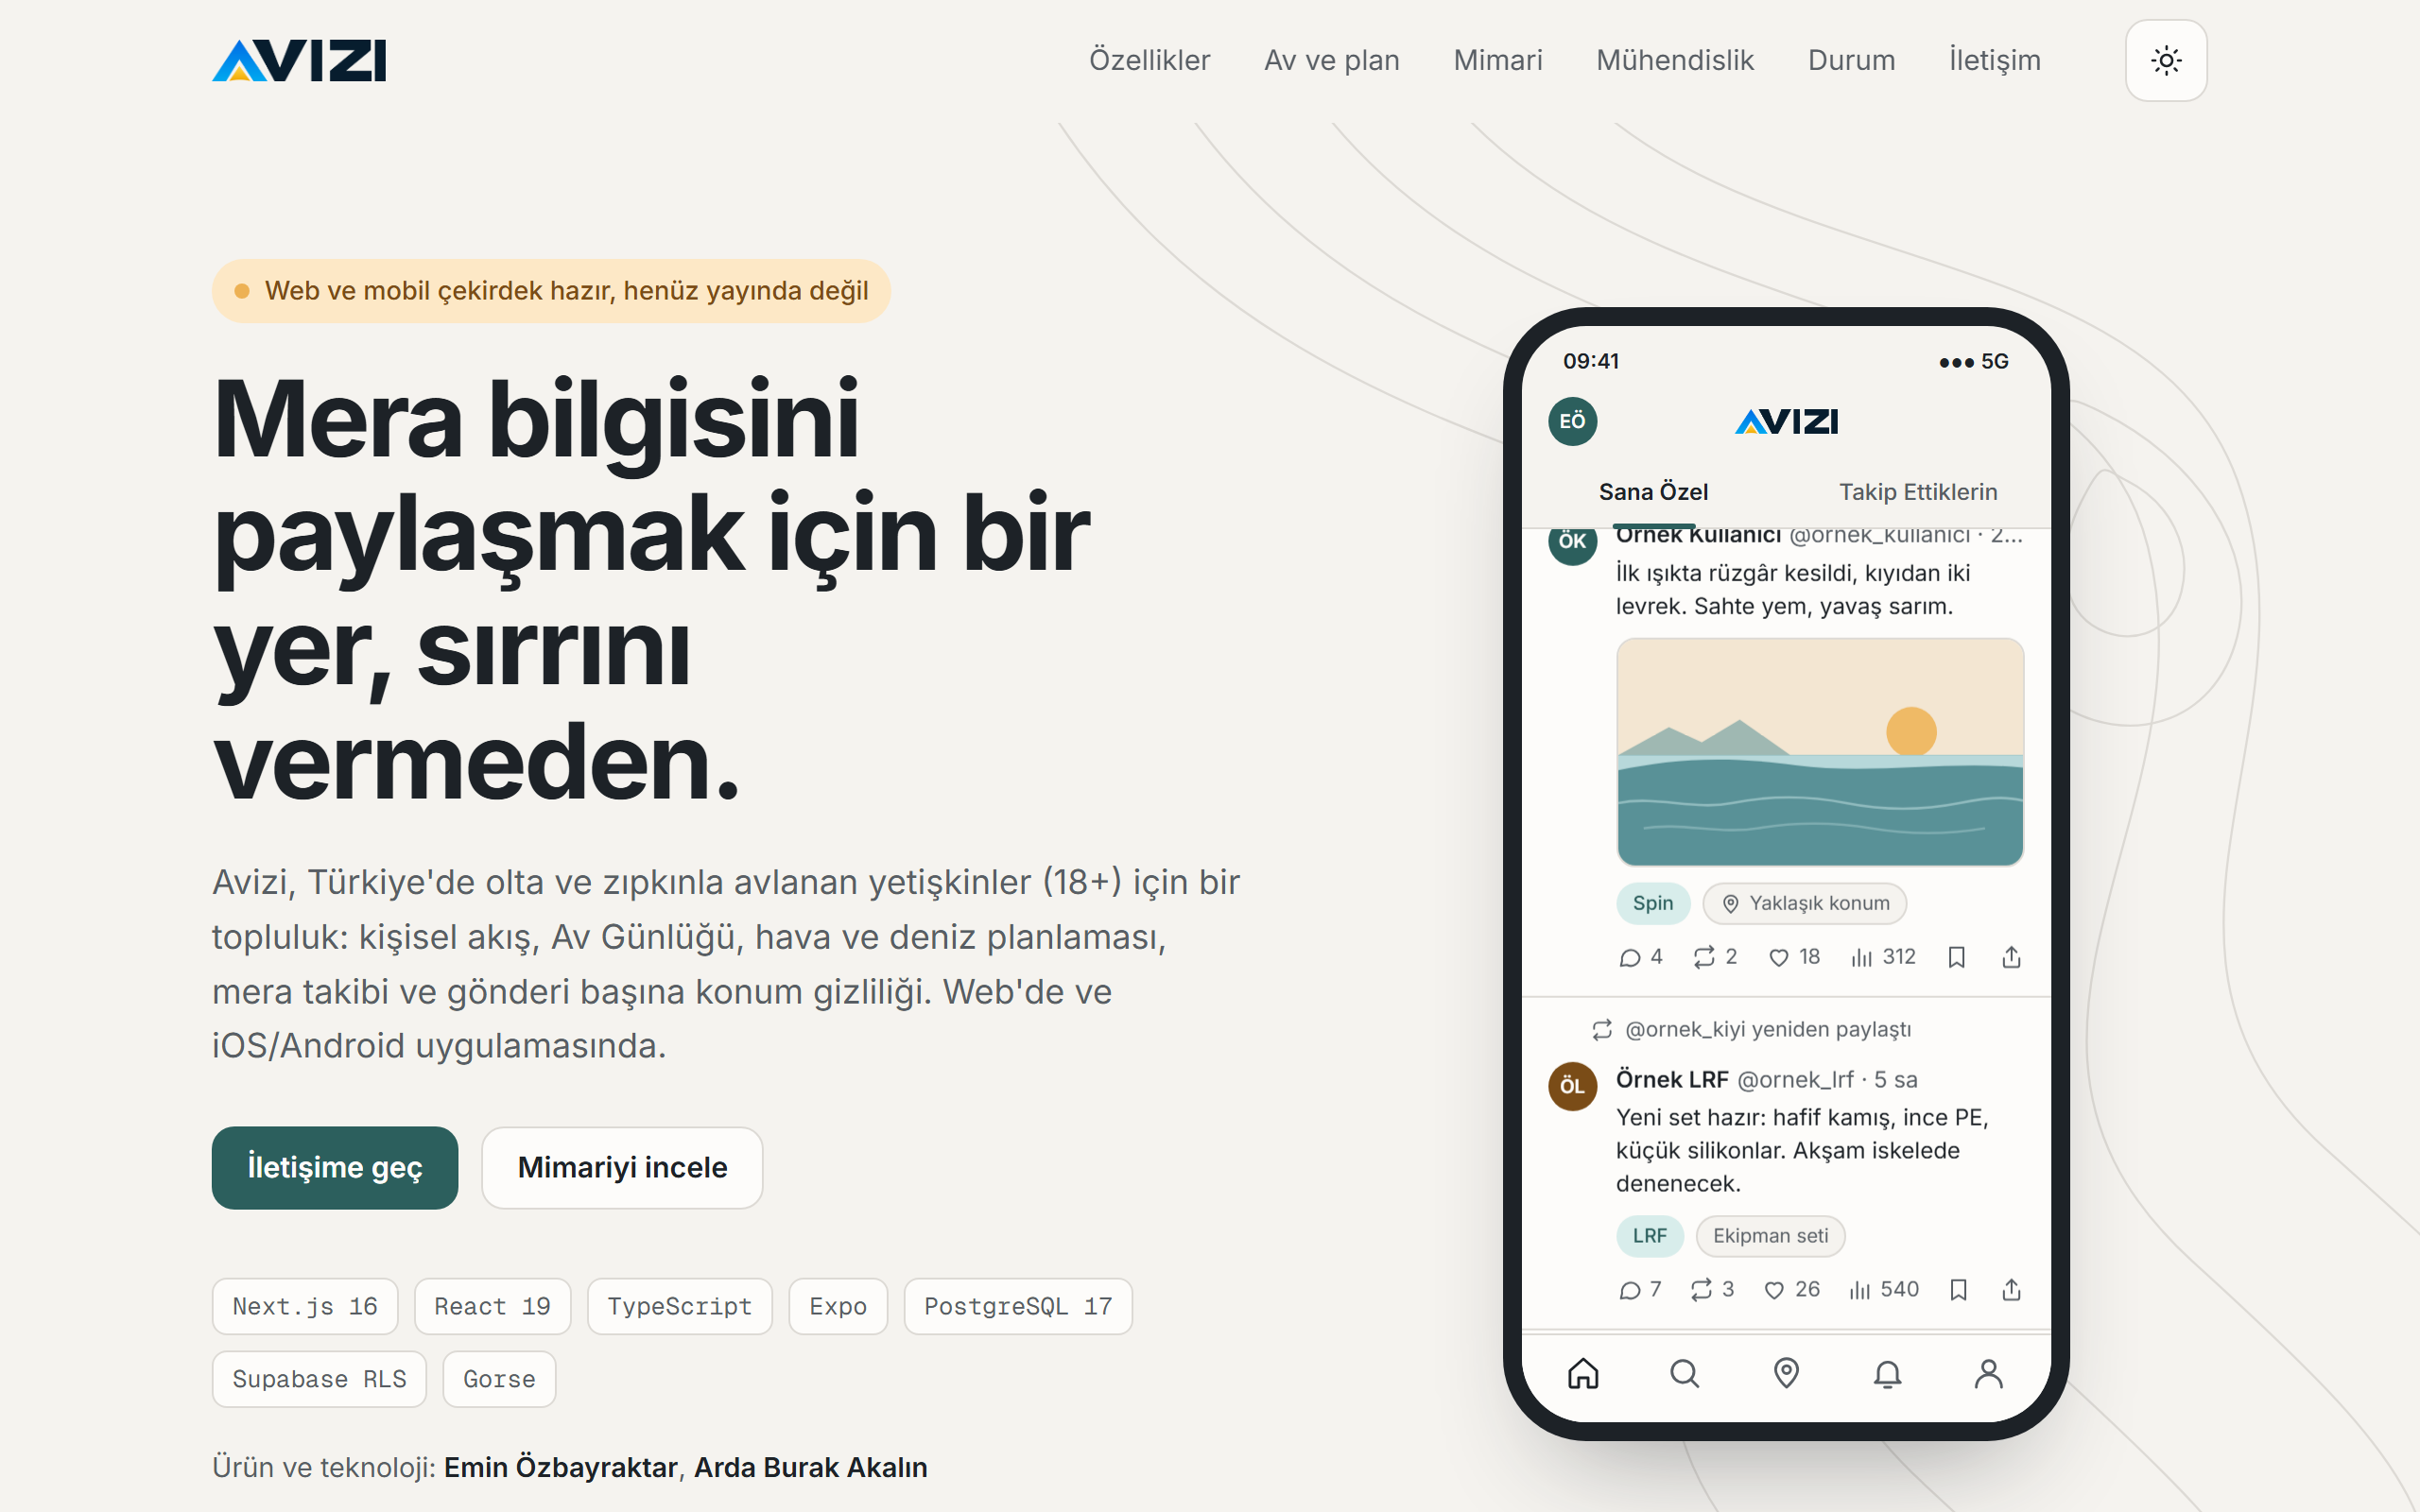 AVIZI
Özellikler
Av ve plan
Mimari
Mühendislik
Durum
İletişim
Web ve mobil çekirdek hazır, henüz yayında değil
Mera bilgisini
paylaşmak için bir
yer, sırrını
vermeden.
Avizi, Türkiye'de olta ve zıpkınla avlanan yetişkinler (18+) için bir
topluluk: kişisel akış, Av Günlüğü, hava ve deniz planlaması,
mera takibi ve gönderi başına konum gizliliği. Web'de ve
iOS/Android uygulamasında.
İletişime geç
Mimariyi incele
Next.js 16
React 19
TypeScript
Expo
PostgreSQL 17
Supabase RLS
Gorse
Ürün ve teknoloji: Emin Özbayraktar, Arda Burak Akalın
09:41
●●● 5G
EÖ
AVIZI
Sana Özel
Takip Ettiklerin
ÖK
Örnek Kullanıcı @ornek_kullanici · 2...
İlk ışıkta rüzgâr kesildi, kıyıdan iki
levrek. Sahte yem, yavaş sarım.
Spin
Yaklaşık konum
4
2
18
312
@ornek_kiyi yeniden paylaştı
ÖL
Örnek LRF @ornek_lrf · 5 sa
Yeni set hazır: hafif kamış, ince PE,
küçük silikonlar. Akşam iskelede
denenecek.
LRF
Ekipman seti
7
3
26
540